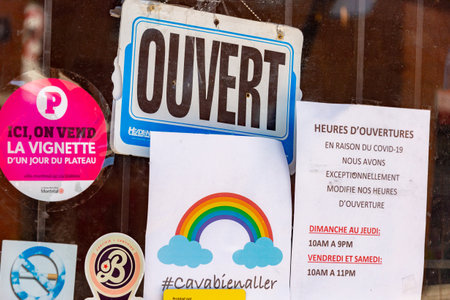 OUVERT
P
ICI, ON VEND
LA VIGNETTE
D'UN JOUR DU PLATEAU
Montréal
#Cavabienaller
B
HEURES D'OUVERTURES
EN RAISON DU COVID-19
NOUS AVONS
EXCEPTIONNELLEMENT
MODIFIE NOS HEURES
D'OUVERTURE
DIMANCHE AU JEUDI:
10AM A 9PM
VENDREDI ET SAMEDI:
10AM A 11PM